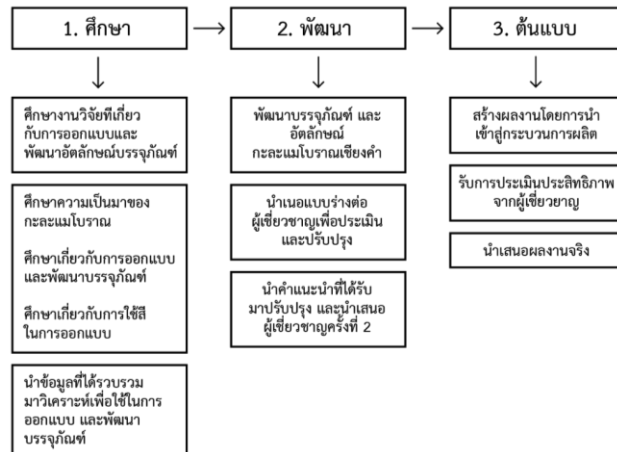 1. ศึกษา
ศึกษางานวิจัยทีเกี่ยว
กับการออกแบบและ
พัฒนาอัตลักษณ์บรรจุภัณฑ์
ศึกษาความเป็นมาของ
กะละแมโบราณ
ศึกษาเกี่ยวกับการออกแบบ
และพัฒนาบรรจุภัณฑ์
ศึกษาเกี่ยวกับการใช้สี
ในการออกแบบ
นำข้อมูลที่ได้รวบรวม
มาวิเคราะห์เพื่อใช้ในการ
ออกแบบ และพัฒนา
บรรจุภัณฑ์
2. พัฒนา
พัฒนาบรรจุภัณฑ์ และ
อัตลักษณ์
กะละแมโบราณเชียงคำ
นำเนอแบบร่างต่อ
ผู้เชี่ยวชาญเพื่อประเมิน
และปรับปรุง
นำคำแนะนำที่ได้รับ
มาปรับปรุง และนำเสนอ
ผู้เชี่ยวชาญครั้งที่ 2
3. ต้นแบบ
สร้างผลงานโดยการนำ
เข้าสู่กระบวนการผลิต
รับการประเมินประสิทธิภาพ
จากผู้เชี่ยวยาญ
นำเสนอผลงานจริง